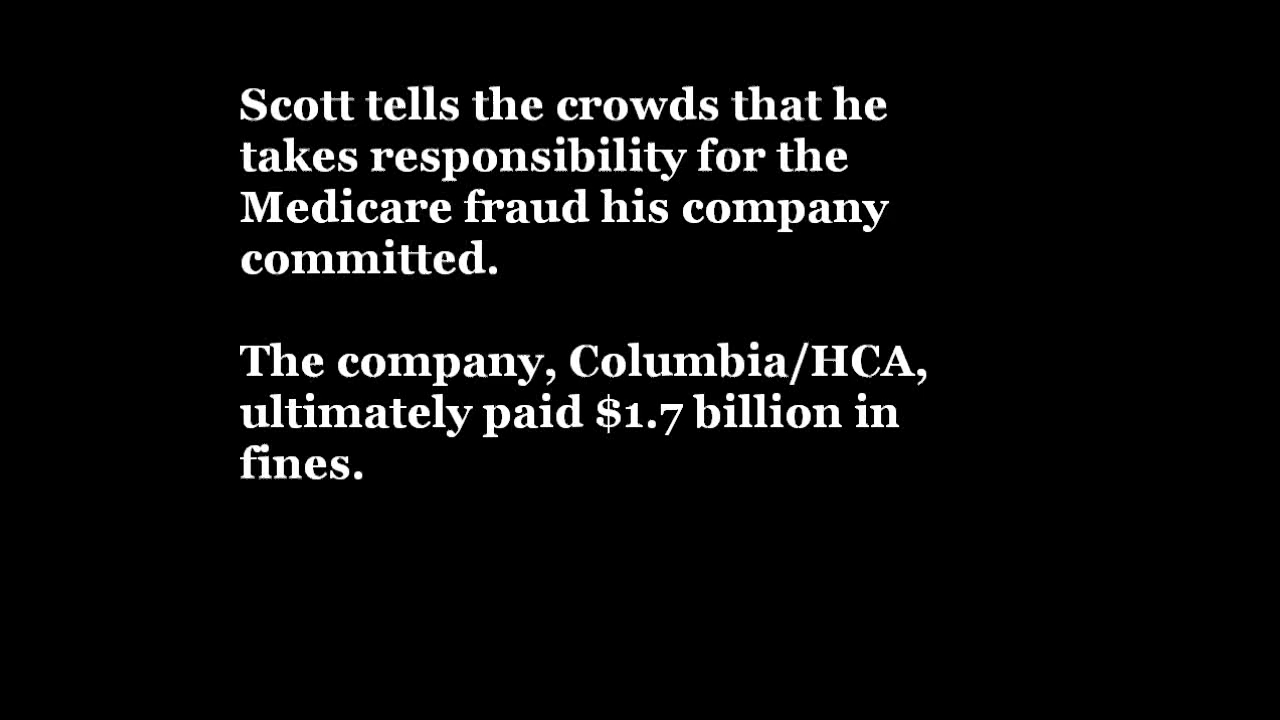 Scott tells the crowds that he
takes responsibility for the
Medicare fraud his company
committed.
The company, Columbia/HCA,
ultimately paid $1.7 billion in
fines.